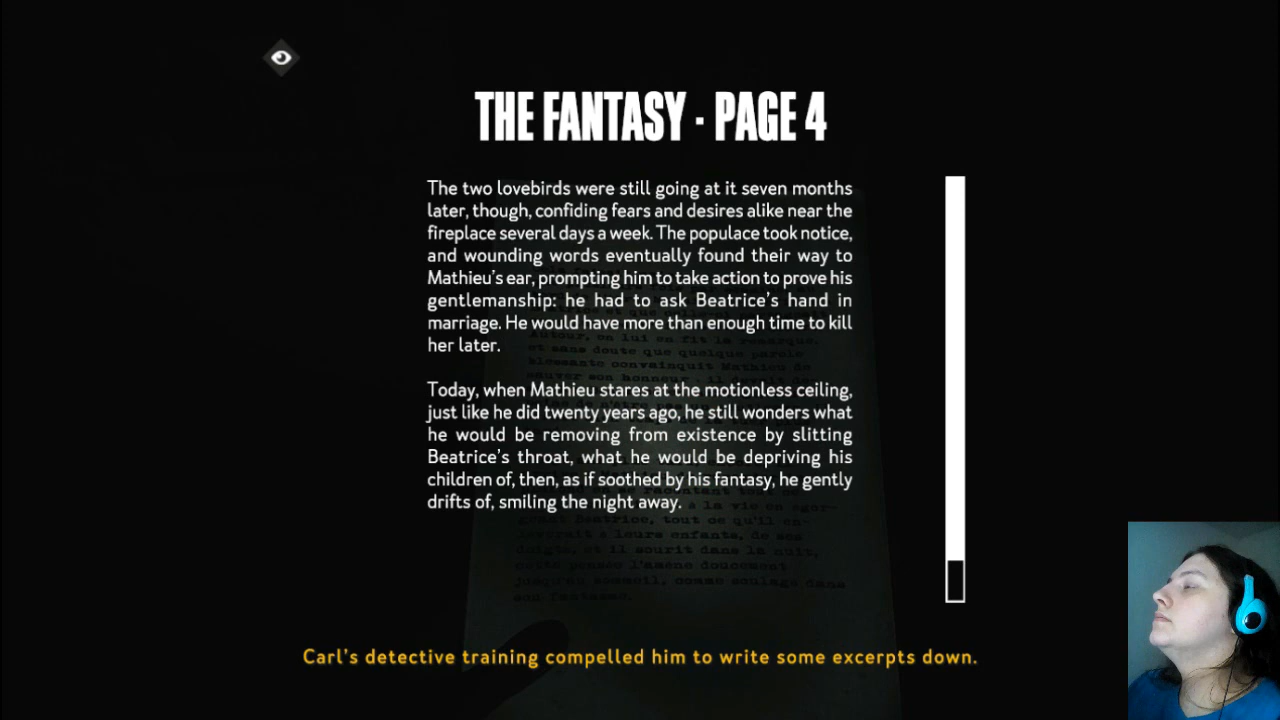 THE FANTASY · PAGE 4
The two lovebirds were still going at it seven months
later, though, confiding fears and desires alike near the
fireplace several days a week. The populace took notice,
and wounding words eventually found their way to
Mathieu's ear, prompting him to take action to prove his
gentlemanship: he had to ask Beatrice's hand in
marriage. He would have more than enough time to kill
her later.
Today, when Mathieu stares at the motionless ceiling,
just like he did twenty years ago, he still wonders what
he would be removing from existence by slitting
Beatrice's throat, what he would be depriving his
children of, then, as if soothed by his fantasy, he gently
drifts of, smiling the night away.
Carl's detective training compelled him to write some excerpts down.